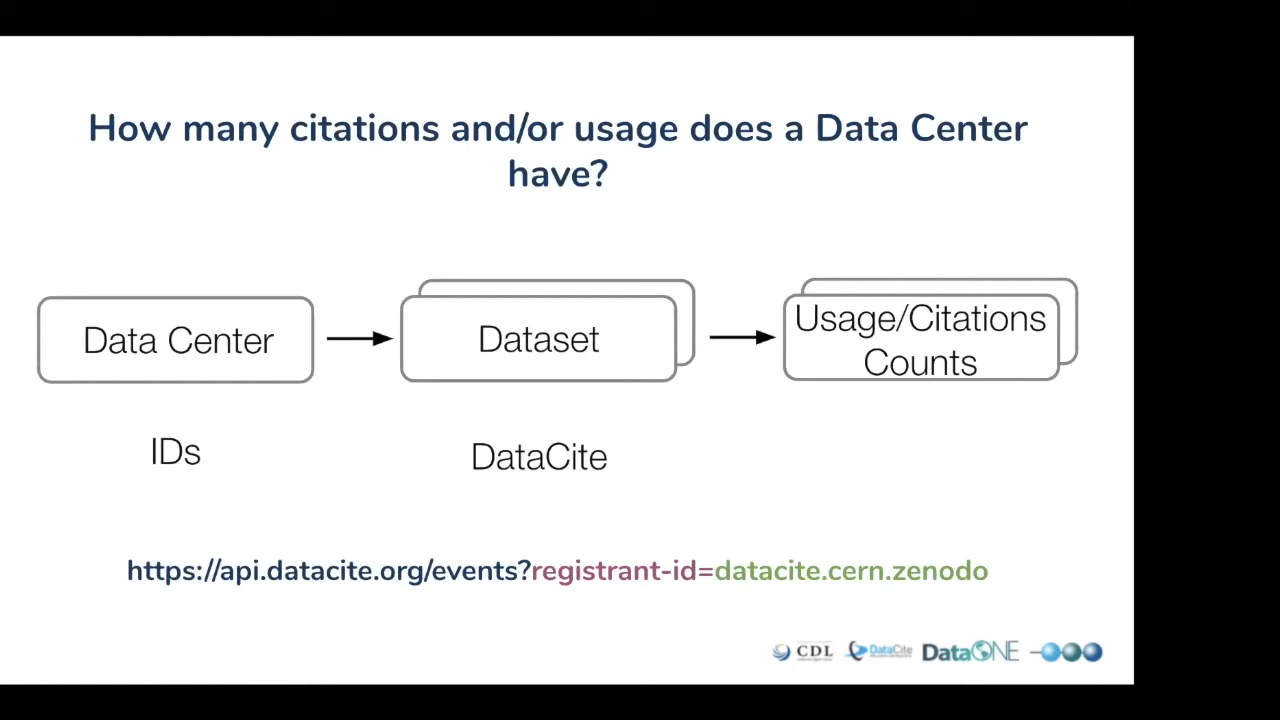 How many citations and/or usage does a Data Center
have?
Data Center
Dataset
Usage/Citations
Counts
IDs
DataCite
https://api.datacite.org/events?registrant-id=datacite.cern.zenodo
CDL
DataCite
DataONE